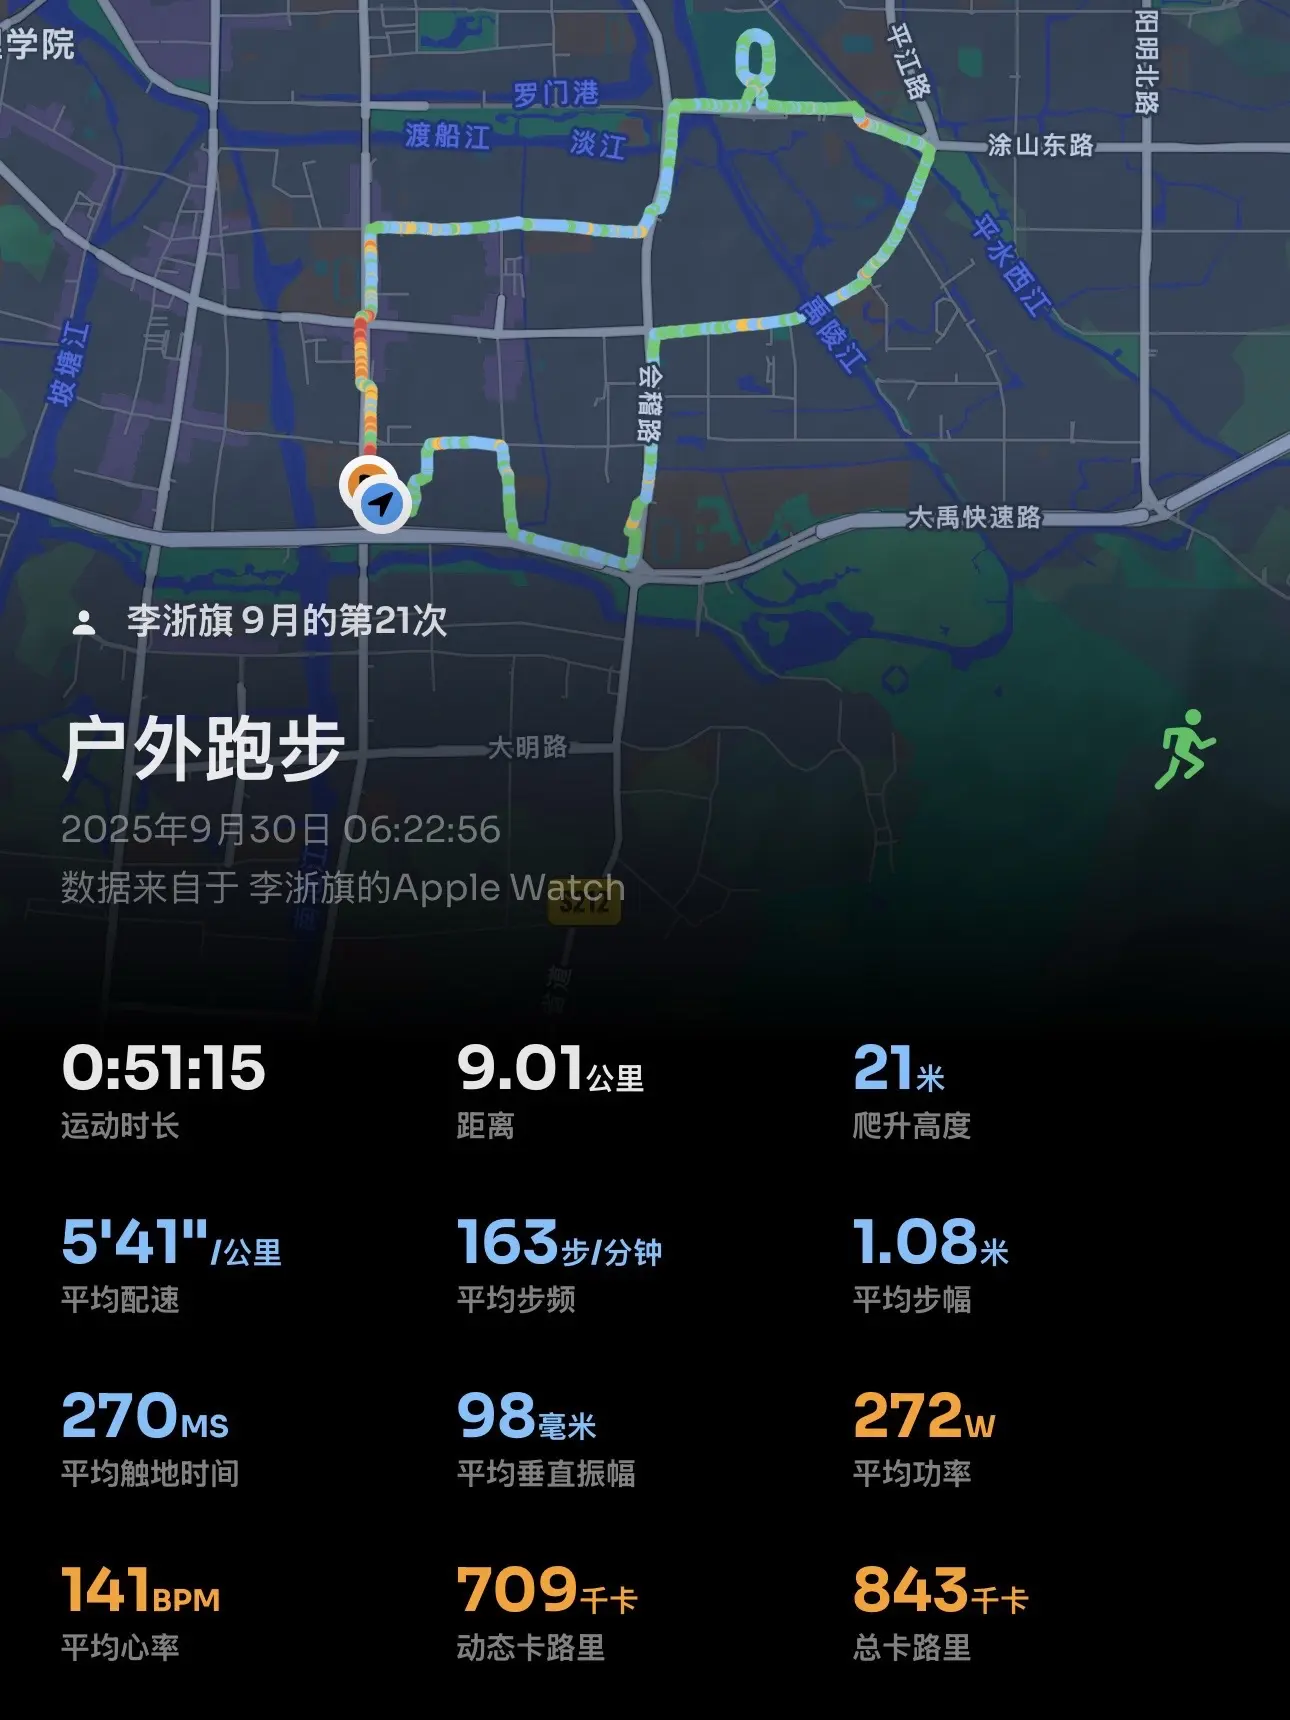 学院
罗门港
渡船江
淡江
平江路
阳明北路
涂山东路
平水西江
坡塘江
禹陵江
会稽路
大禹快速路
李浙旗 9月的第21次
户外跑步
大明路
2025年9月30日 06:22:56
数据来自于 李浙旗的Apple Watch
S212
省道
0:51:15
运动时长
9.01公里
距离
21米
爬升高度
5'41"/公里
平均配速
163步/分钟
平均步频
1.08米
平均步幅
270MS
平均触地时间
98毫米
平均垂直振幅
272W
平均功率
141BPM
平均心率
709千卡
动态卡路里
843千卡
总卡路里